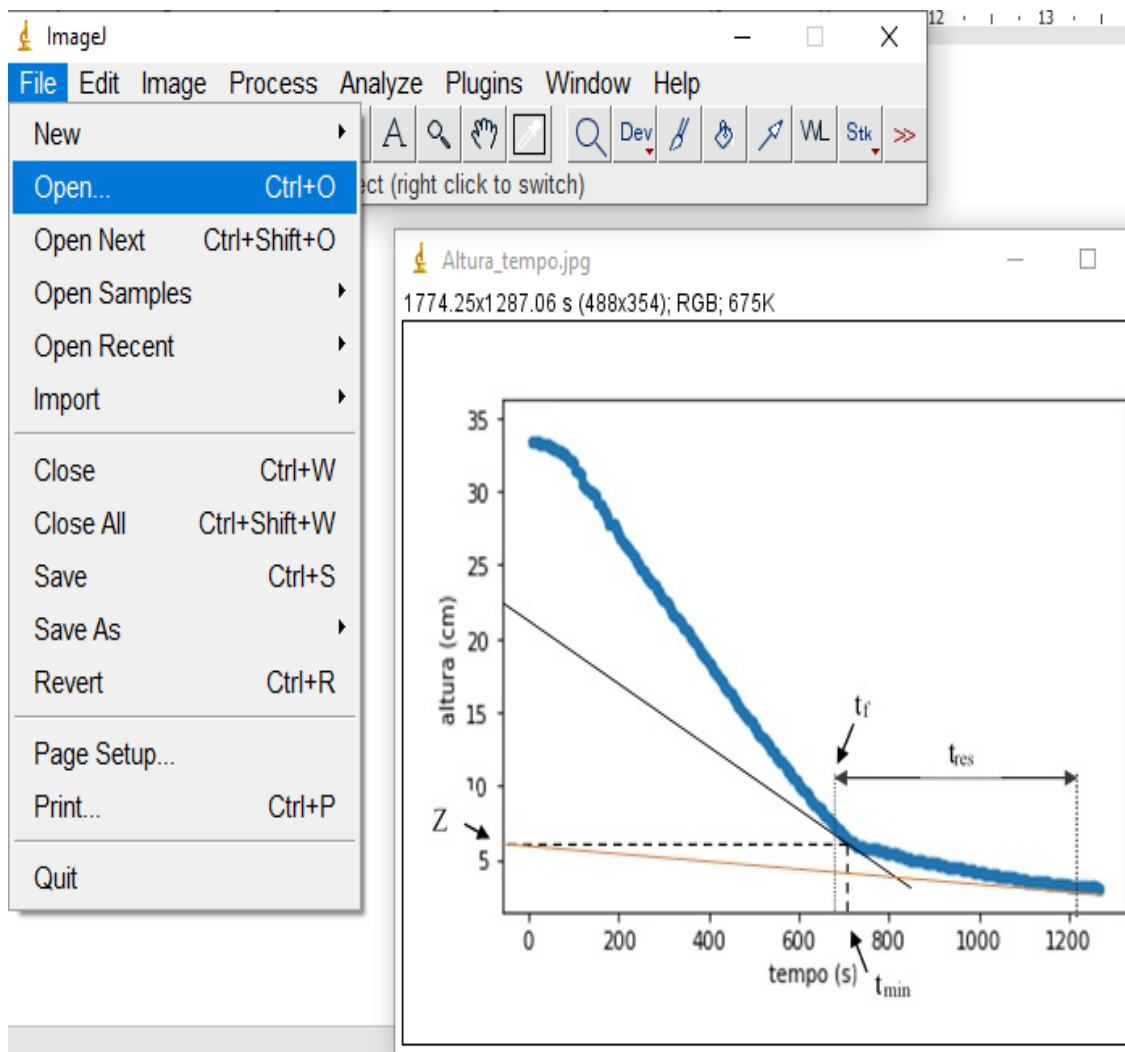 12 13
ImageJ
File Edit Image Process Analyze Plugins Window Help
A Dev Stk >>
New
Open... Ctrl+O
ect (right click to switch)
Open Next Ctrl+Shift+O
Open Samples
Open Recent
Import
Close Ctrl+W
Close All Ctrl+Shift+W
Save Ctrl+S
Save As
Revert Ctrl+R
Page Setup...
Print... Ctrl+P
Quit
Altura_tempo.jpg
1774.25x1287.06 s (488x354); RGB; 675K
35
30
25
20
15
10
5
altura (cm)
Z
tf
tres
0 200 400 600 800 1000 1200
tempo (s)
tmin